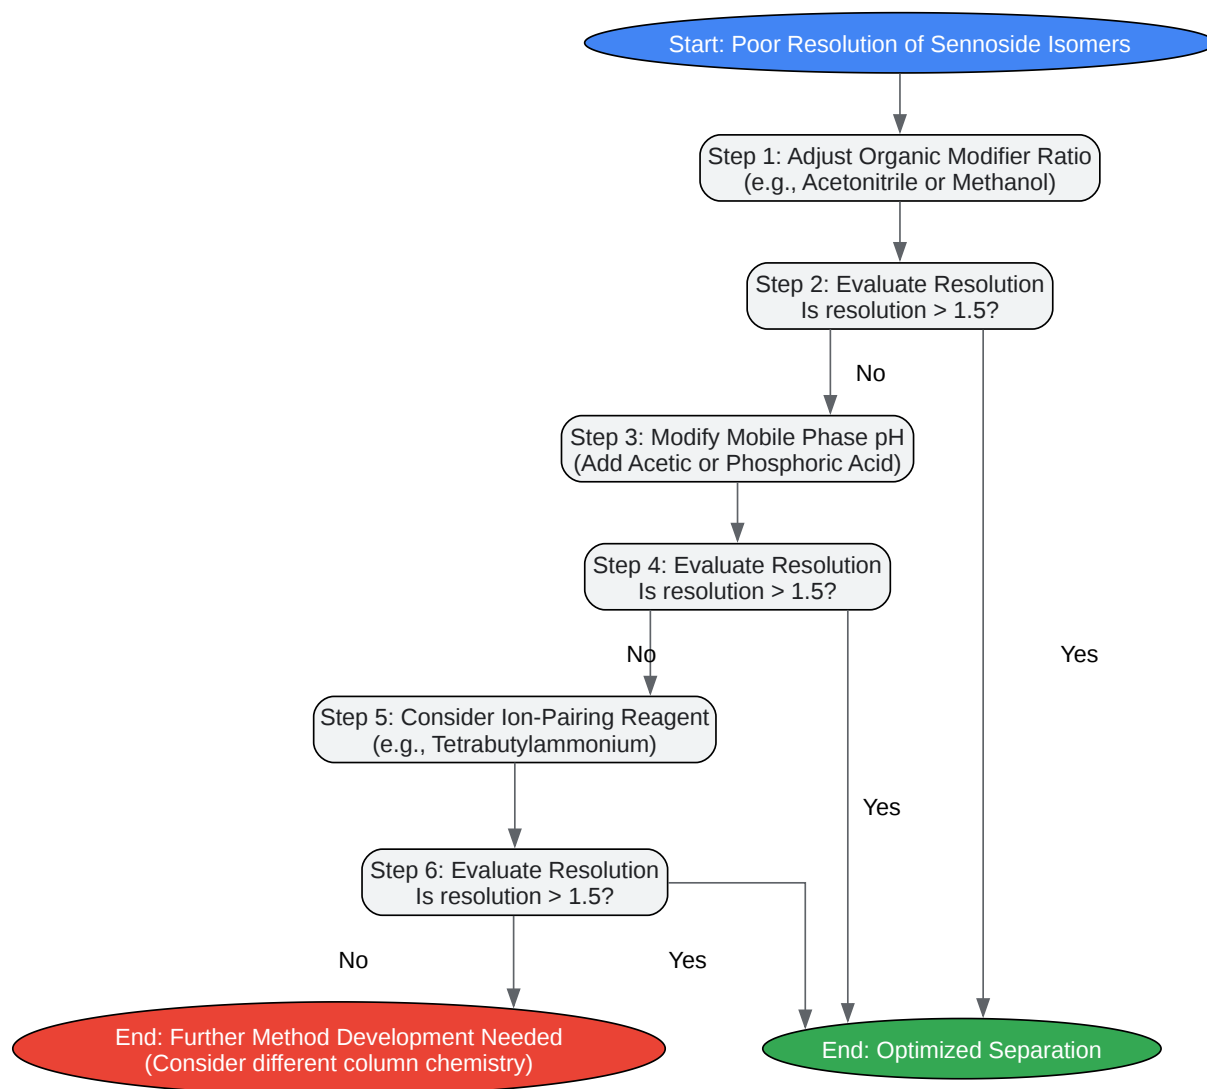 Start: Poor Resolution of Sennoside Isomers
Step 1: Adjust Organic Modifier Ratio
(e.g., Acetonitrile or Methanol)
Step 2: Evaluate Resolution
Is resolution > 1.5?
No
Step 3: Modify Mobile Phase pH
(Add Acetic or Phosphoric Acid)
Step 4: Evaluate Resolution
Is resolution > 1.5?
No
Yes
Step 5: Consider Ion-Pairing Reagent
(e.g., Tetrabutylammonium)
Yes
Step 6: Evaluate Resolution
Is resolution > 1.5?
No
Yes
End: Further Method Development Needed
(Consider different column chemistry)
End: Optimized Separation